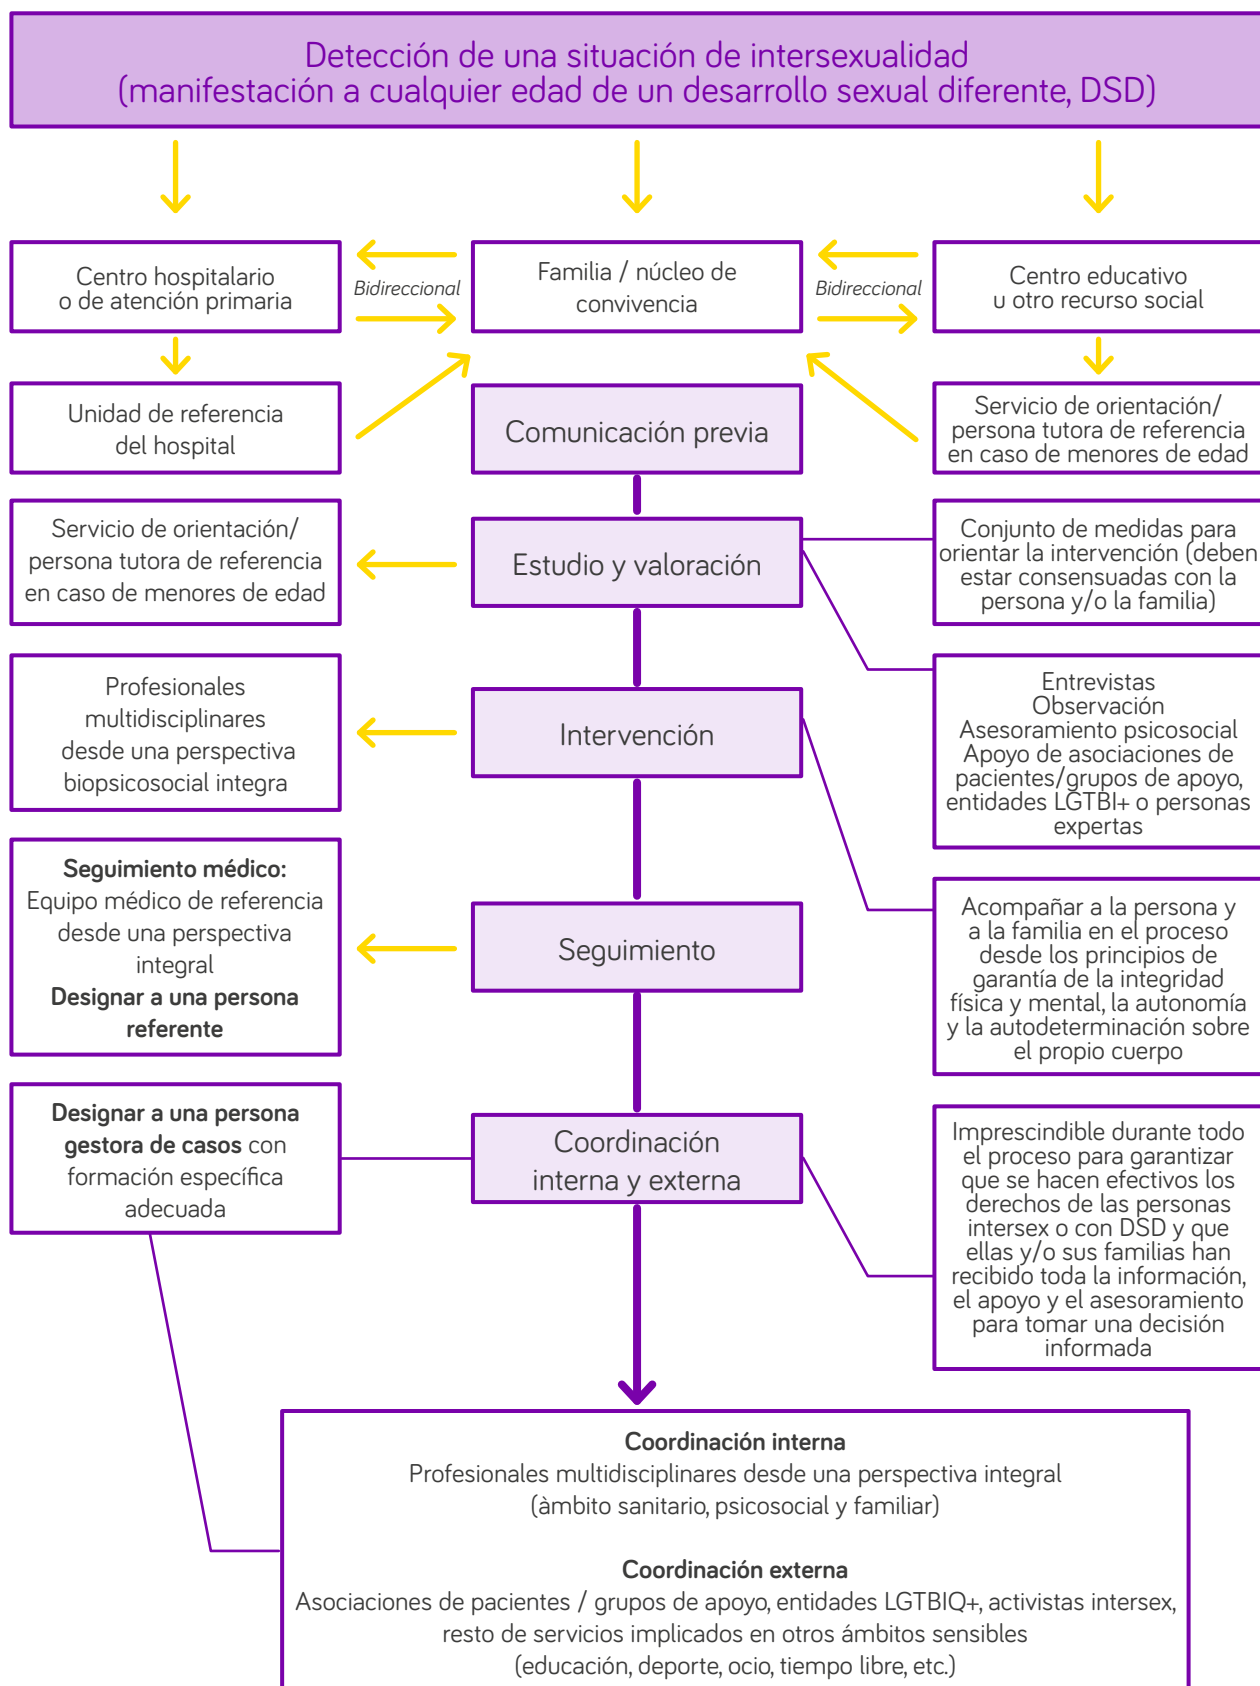 Detección de una situación de intersexualidad
(manifestación a cualquier edad de un desarrollo sexual diferente, DSD)
Centro hospitalario
o de atención primaria
Bidireccional
Familia / núcleo de
convivencia
Bidireccional
Centro educativo
u otro recurso social
Unidad de referencia
del hospital
Comunicación previa
Servicio de orientación/
persona tutora de referencia
en caso de menores de edad
Servicio de orientación/
persona tutora de referencia
en caso de menores de edad
Estudio y valoración
Conjunto de medidas para
orientar la intervención (deben
estar consensuadas con la
persona y/o la familia)
Entrevistas
Observación
Asesoramiento psicosocial
Apoyo de asociaciones de
pacientes/grupos de apoyo,
entidades LGTBI+ o personas
expertas
Profesionales
multidisciplinares
desde una perspectiva
biopsicosocial integra
Intervención
Seguimiento médico:
Equipo médico de referencia
desde una perspectiva
integral
Designar a una persona
referente
Seguimiento
Acompañar a la persona y
a la familia en el proceso
desde los principios de
garantía de la integridad
física y mental, la autonomía
y la autodeterminación sobre
el propio cuerpo
Designar a una persona
gestora de casos con
formación específica
adecuada
Coordinación
interna y externa
Imprescindible durante todo
el proceso para garantizar
que se hacen efectivos los
derechos de las personas
intersex o con DSD y que
ellas y/o sus familias han
recibido toda la información,
el apoyo y el asesoramiento
para tomar una decisión
informada
Coordinación interna
Profesionales multidisciplinares desde una perspectiva integral
(àmbito sanitario, psicosocial y familiar)
Coordinación externa
Asociaciones de pacientes / grupos de apoyo, entidades LGTBIQ+, activistas intersex,
resto de servicios implicados en otros ámbitos sensibles
(educación, deporte, ocio, tiempo libre, etc.)